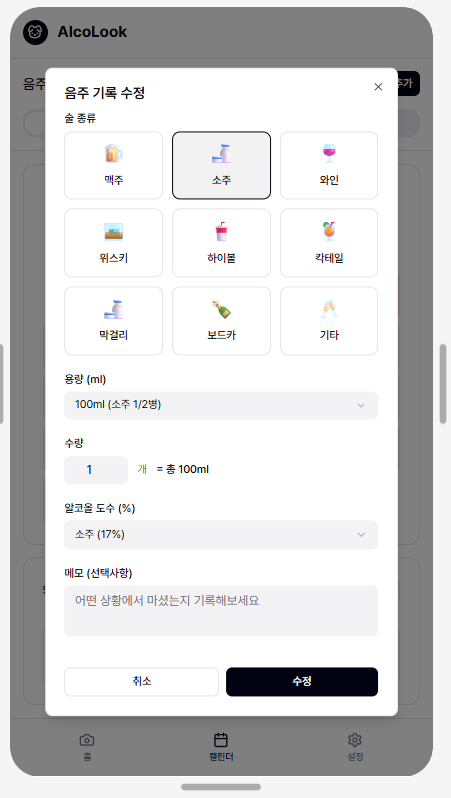 AlcoLook
음주
추가
음주 기록 수정
술 종류
맥주
소주
와인
위스키
하이볼
칵테일
막걸리
보드카
기타
용량 (ml)
100ml (소주 1/2병)
수량
1 개 = 총 100ml
알코올 도수 (%)
소주 (17%)
메모 (선택사항)
어떤 상황에서 마셨는지 기록해보세요
취소
수정
홈
캘린더
설정